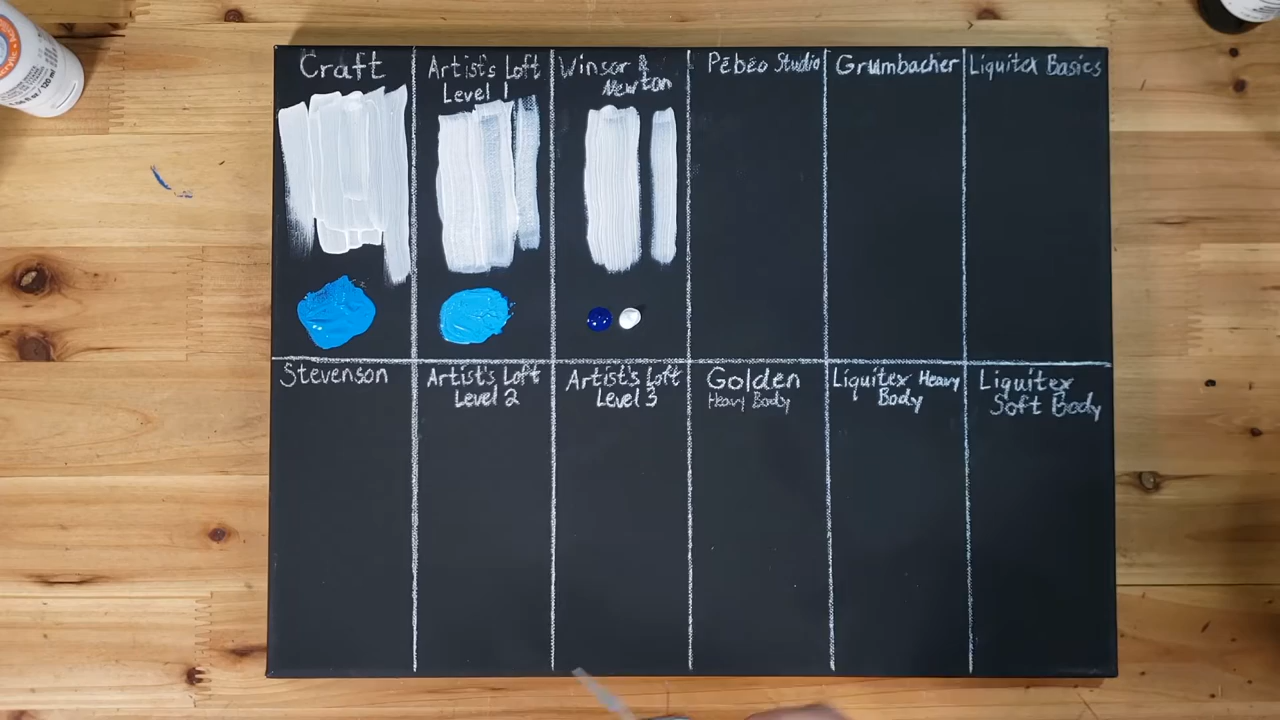 Craft
Artist's Loft
Level 1
Winsor &
Newton
Pēbēo Studio
Grumbacher
Liquitex Basics
Stevenson
Artist's Loft
Level 2
Artist's Loft
Level 3
Golden
Heavy Body
Liquitex Heavy
Body
Liquitex
Soft Body